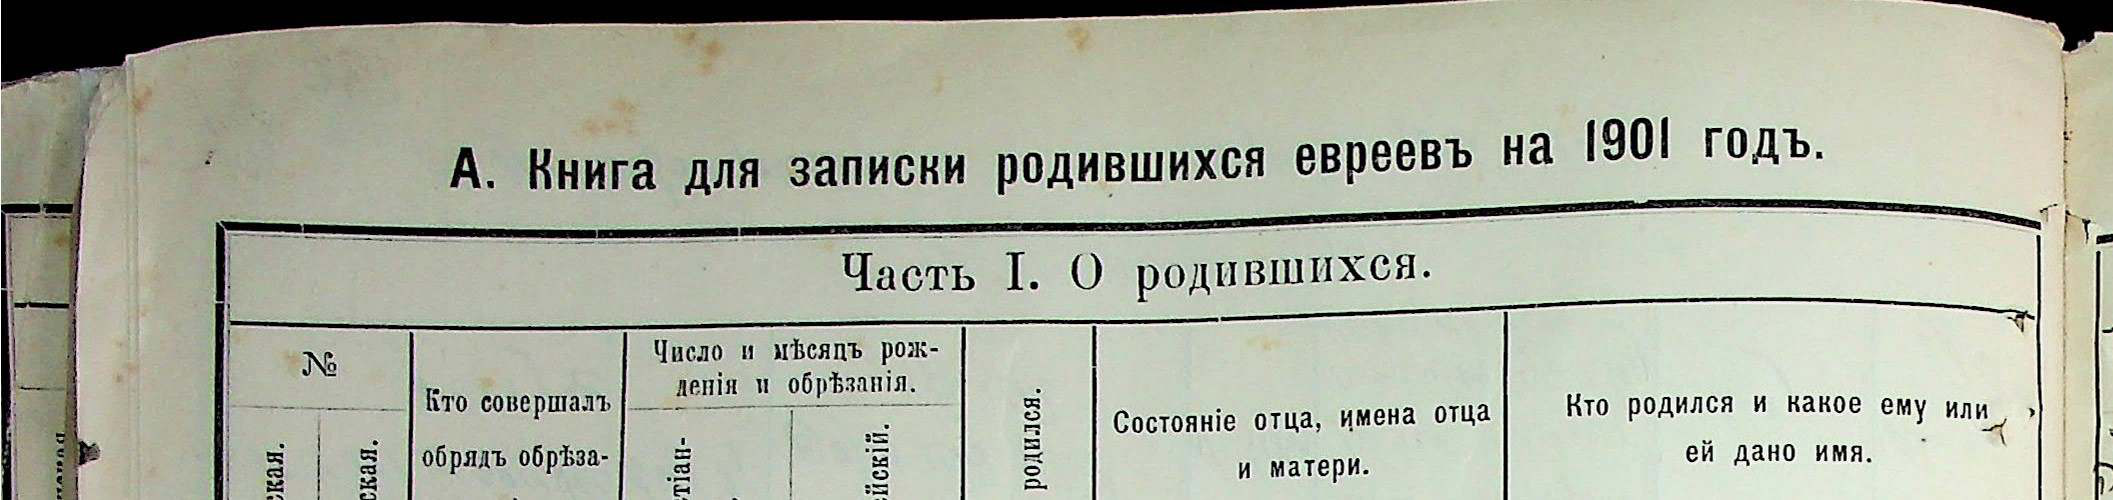 А. Книга для записки родившихся евреевъ на 1901 годъ.
Часть I. О родившихся.
№
Число и мѣсяцъ рож-
денія и обрѣзанія.
Кто совершалъ
обрядъ обрѣза-
родился.
Состояніе отца, имена отца
и матери.
Кто родился и какое ему или
ей дано имя.